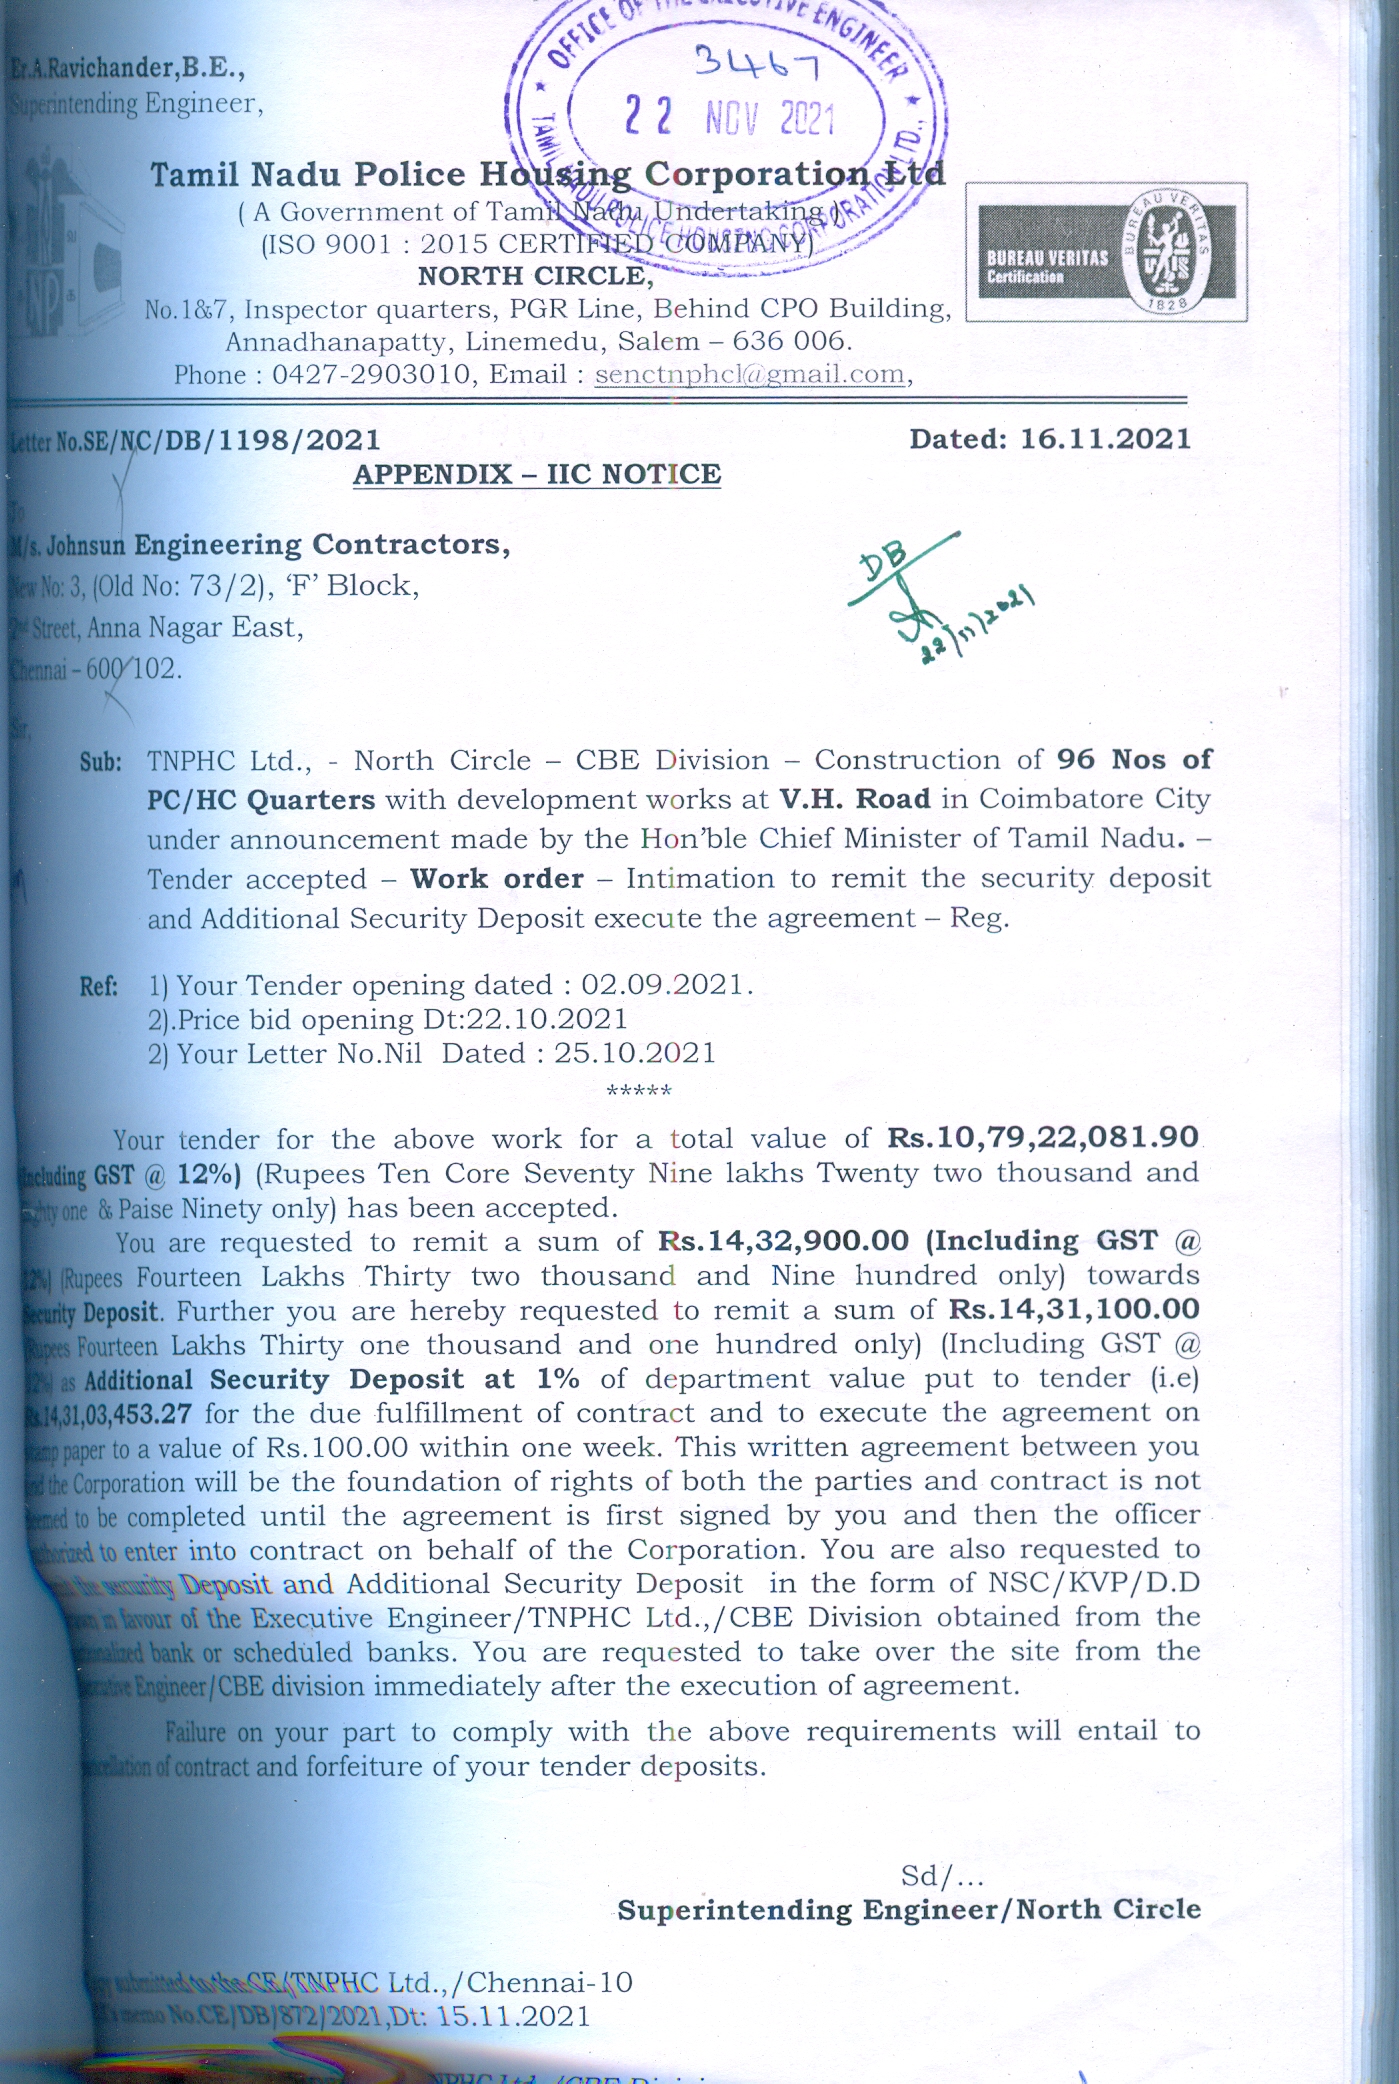 Er.A.Ravichander,B.E.,
Superintending Engineer,
OFFICE OF THE EXECUTIVE ENGINEER
★ TAMIL NADU POLICE HOUSING CORPORATION LTD., ★
3467
22 NOV 2021
Tamil Nadu Police Housing Corporation Ltd
( A Government of Tamil Nadu Undertaking )
(ISO 9001 : 2015 CERTIFIED COMPANY)
NORTH CIRCLE,
No.1&7, Inspector quarters, PGR Line, Behind CPO Building,
Annadhanapatty, Linemedu, Salem – 636 006.
Phone : 0427-2903010, Email : senctnphcl@gmail.com,
BUREAU VERITAS
Certification
BUREAU VERITAS
1828
Letter No.SE/NC/DB/1198/2021 Dated: 16.11.2021
APPENDIX – IIC NOTICE
To
M/s. Johnsun Engineering Contractors,
New No: 3, (Old No: 73/2), ‘F’ Block,
2nd Street, Anna Nagar East,
Chennai – 600 102.
DB
22/11/2021
Sir,
Sub: TNPHC Ltd., - North Circle – CBE Division – Construction of 96 Nos of
PC/HC Quarters with development works at V.H. Road in Coimbatore City
under announcement made by the Hon’ble Chief Minister of Tamil Nadu. –
Tender accepted – Work order – Intimation to remit the security deposit
and Additional Security Deposit execute the agreement – Reg.
Ref: 1) Your Tender opening dated : 02.09.2021.
2).Price bid opening Dt:22.10.2021
2) Your Letter No.Nil Dated : 25.10.2021
*****
Your tender for the above work for a total value of Rs.10,79,22,081.90
(Including GST @ 12%) (Rupees Ten Core Seventy Nine lakhs Twenty two thousand and
Eighty one & Paise Ninety only) has been accepted.
You are requested to remit a sum of Rs.14,32,900.00 (Including GST @
12%) (Rupees Fourteen Lakhs Thirty two thousand and Nine hundred only) towards
Security Deposit. Further you are hereby requested to remit a sum of Rs.14,31,100.00
(Rupees Fourteen Lakhs Thirty one thousand and one hundred only) (Including GST @
12%) as Additional Security Deposit at 1% of department value put to tender (i.e)
Rs.14,31,03,453.27 for the due fulfillment of contract and to execute the agreement on
stamp paper to a value of Rs.100.00 within one week. This written agreement between you
and the Corporation will be the foundation of rights of both the parties and contract is not
deemed to be completed until the agreement is first signed by you and then the officer
authorized to enter into contract on behalf of the Corporation. You are also requested to
the security Deposit and Additional Security Deposit in the form of NSC/KVP/D.D
in favour of the Executive Engineer/TNPHC Ltd.,/CBE Division obtained from the
nationalized bank or scheduled banks. You are requested to take over the site from the
Executive Engineer/CBE division immediately after the execution of agreement.
Failure on your part to comply with the above requirements will entail to
cancellation of contract and forfeiture of your tender deposits.
Sd/...
Superintending Engineer/North Circle
submitted to the CE/TNPHC Ltd.,/Chennai-10
memo No.CE/DB/872/2021,Dt: 15.11.2021